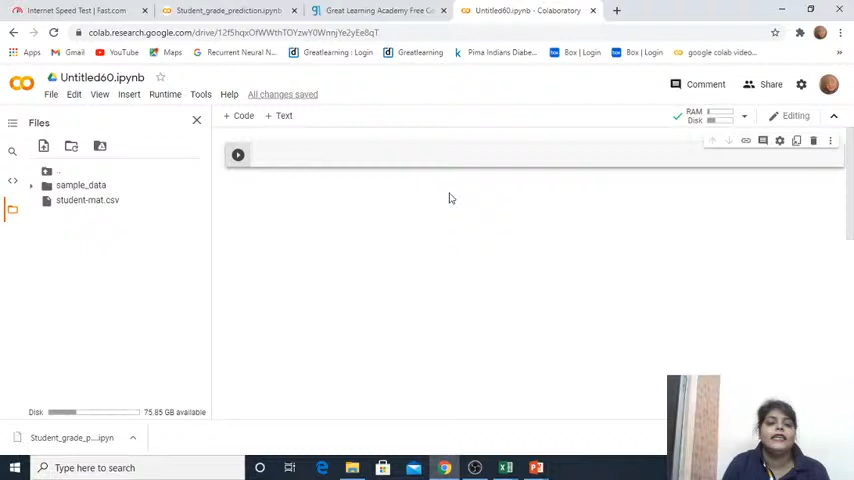 Internet Speed Test | Fast.com
Student_grade_prediction.ipynb
Great Learning Academy Free Co
Untitled60.ipynb - Colaboratory
colab.research.google.com/drive/12f5hqxOfWWthTOYzwY0WnnjYe2yEe8qT
Apps
Gmail
YouTube
Maps
Recurrent Neural N...
Greatlearning : Login
Greatlearning
Pima Indians Diabe...
Box | Login
Box | Login
google colab video...
Untitled60.ipynb
Comment
Share
File Edit View Insert Runtime Tools Help All changes saved
Files
+ Code + Text
RAM
Disk
Editing
..
sample_data
student-mat.csv
Disk 75.85 GB available
Student_grade_p....ipyn
Type here to search